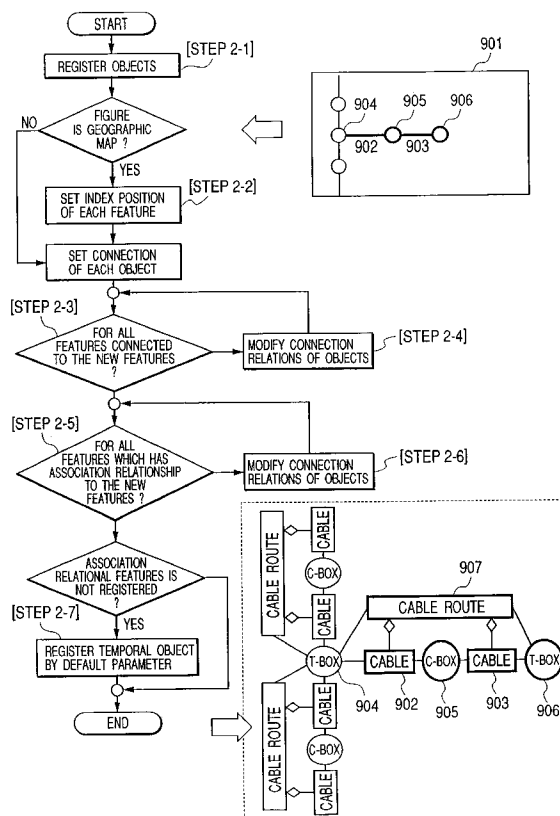 START
REGISTER OBJECTS
[STEP 2-1]
FIGURE
IS GEOGRAPHIC
MAP ?
NO
YES
SET INDEX POSITION
OF EACH FEATURE
[STEP 2-2]
SET CONNECTION
OF EACH OBJECT
[STEP 2-3]
FOR ALL
FEATURES CONNECTED
TO THE NEW FEATURES
?
MODIFY CONNECTION
RELATIONS OF OBJECTS
[STEP 2-4]
[STEP 2-5]
FOR ALL
FEATURES WHICH HAS
ASSOCIATION RELATIONSHIP
TO THE NEW
FEATURES ?
MODIFY CONNECTION
RELATIONS OF OBJECTS
[STEP 2-6]
ASSOCIATION
RELATIONAL FEATURES IS
NOT REGISTERED
?
[STEP 2-7]
YES
REGISTER TEMPORAL OBJECT
BY DEFAULT PARAMETER
END
901
904
905
906
902
903
CABLE ROUTE
CABLE
C-BOX
CABLE
907
CABLE ROUTE
T-BOX
CABLE
C-BOX
CABLE
T-BOX
904
902
905
903
906
CABLE ROUTE
CABLE
C-BOX
CABLE